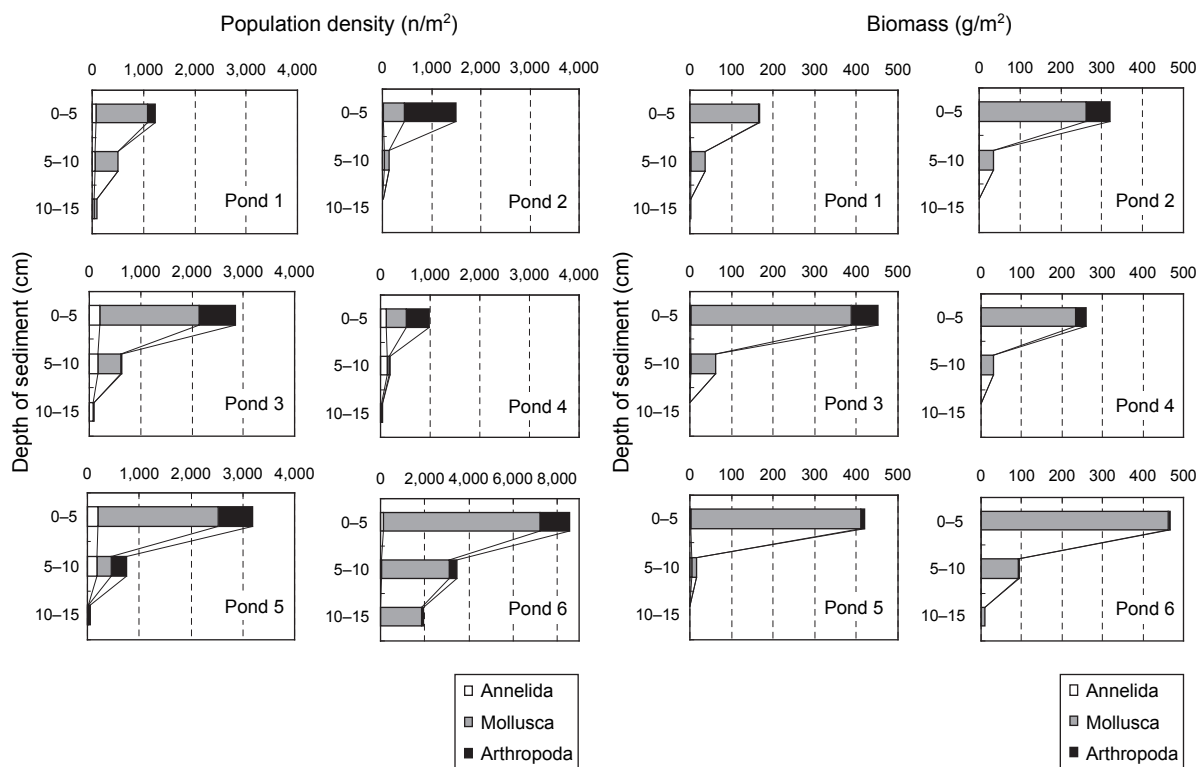 Population density (n/m²)
Biomass (g/m²)
Depth of sediment (cm)
0 1,000 2,000 3,000 4,000
0–5
5–10
10–15
Pond 1
0 1,000 2,000 3,000 4,000
0–5
5–10
10–15
Pond 2
0 1,000 2,000 3,000 4,000
0–5
5–10
10–15
Pond 3
0 1,000 2,000 3,000 4,000
0–5
5–10
10–15
Pond 4
0 1,000 2,000 3,000 4,000
0–5
5–10
10–15
Pond 5
0 2,000 4,000 6,000 8,000
0–5
5–10
10–15
Pond 6
Annelida
Mollusca
Arthropoda
Depth of sediment (cm)
0 100 200 300 400 500
0–5
5–10
10–15
Pond 1
0 100 200 300 400 500
0–5
5–10
10–15
Pond 2
0 100 200 300 400 500
0–5
5–10
10–15
Pond 3
0 100 260 300 400 500
0–5
5–10
10–15
Pond 4
0 100 200 300 400 500
0–5
5–10
10–15
Pond 5
0 100 200 300 400 500
0–5
5–10
10–15
Pond 6
Annelida
Mollusca
Arthropoda